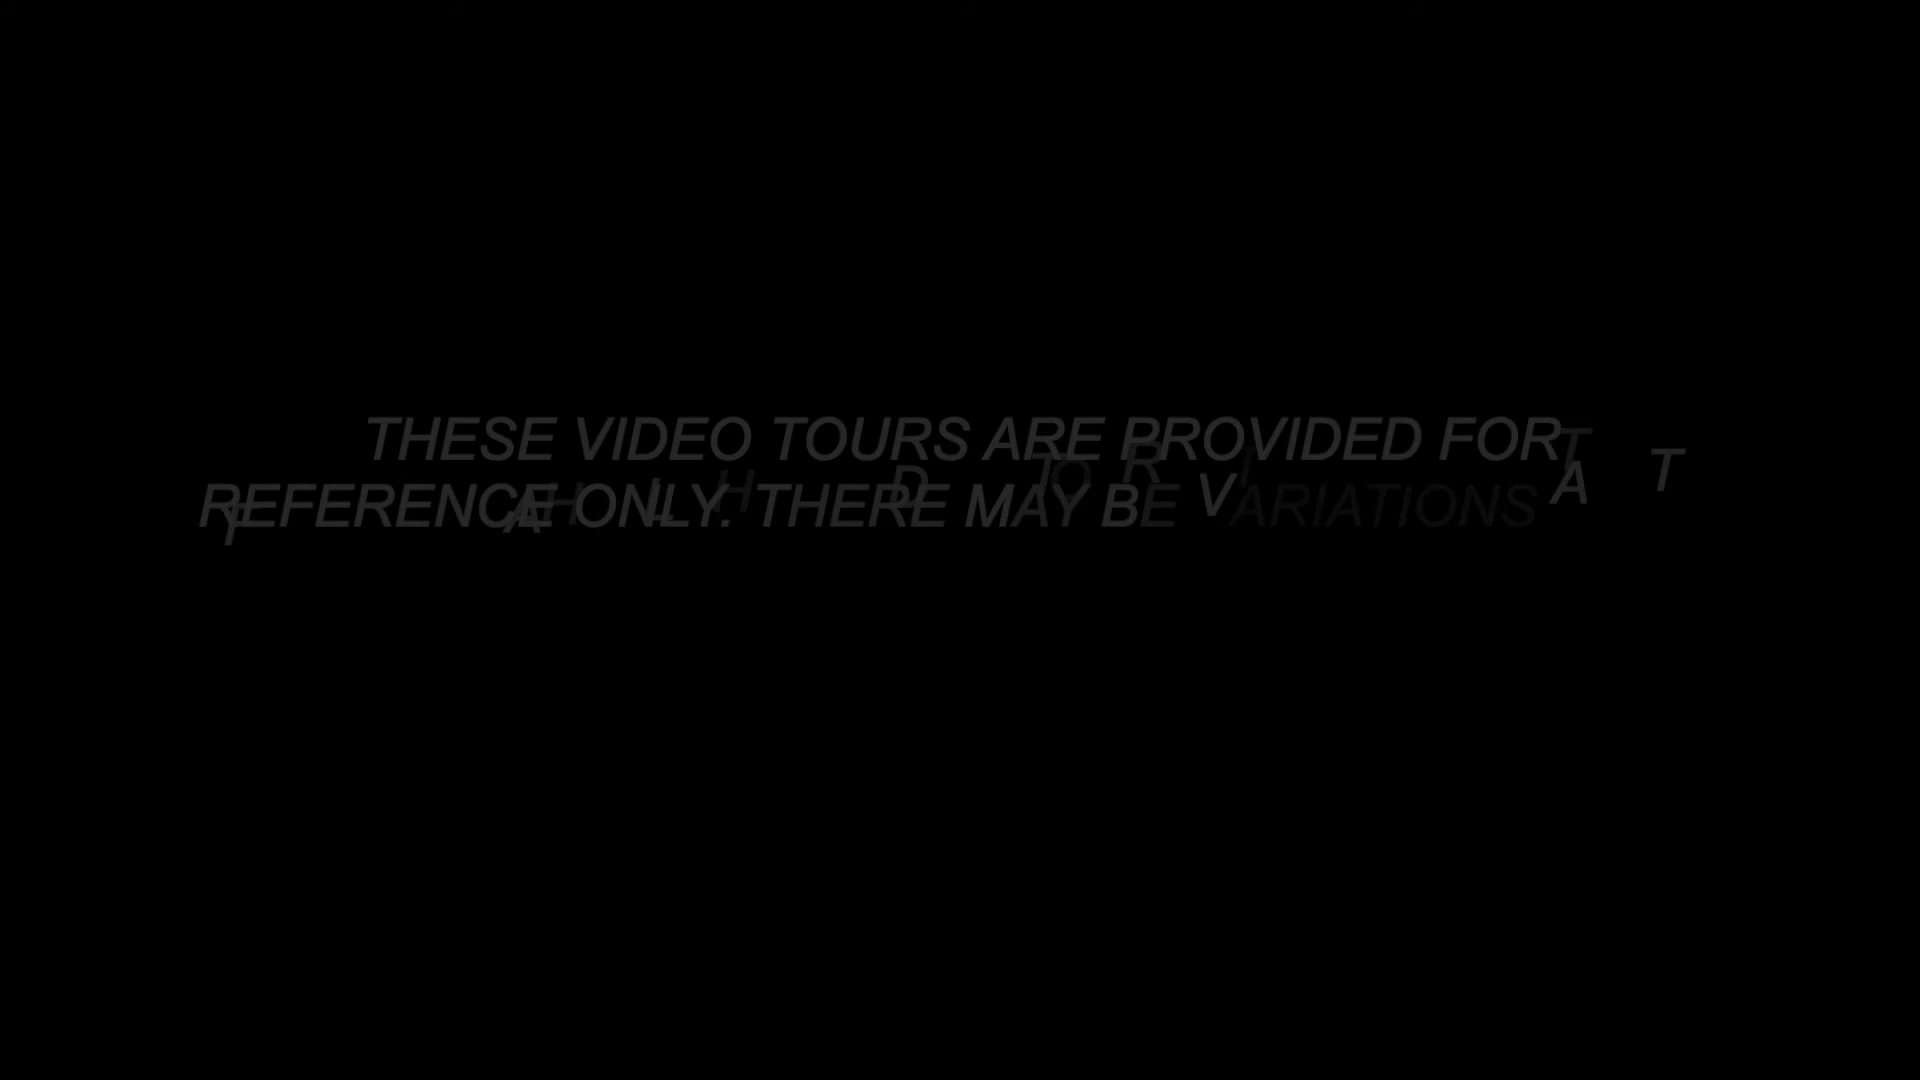 THESE VIDEO TOURS ARE PROVIDED FOR
REFERENCE ONLY. THERE MAY BE VARIATIONS